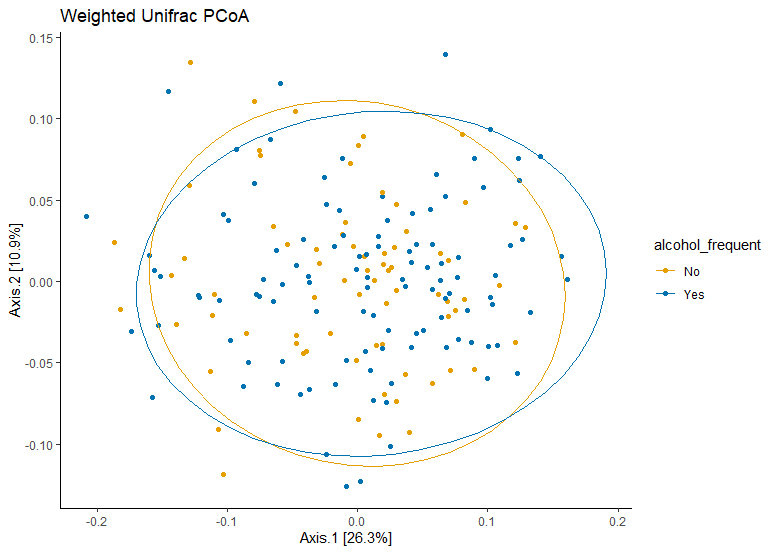 Weighted Unifrac PCoA
0.15
0.10
0.05
0.00
-0.05
-0.10
Axis.2 [10.9%]
-0.2
-0.1
0.0
0.1
0.2
Axis.1 [26.3%]
alcohol_frequent
No
Yes